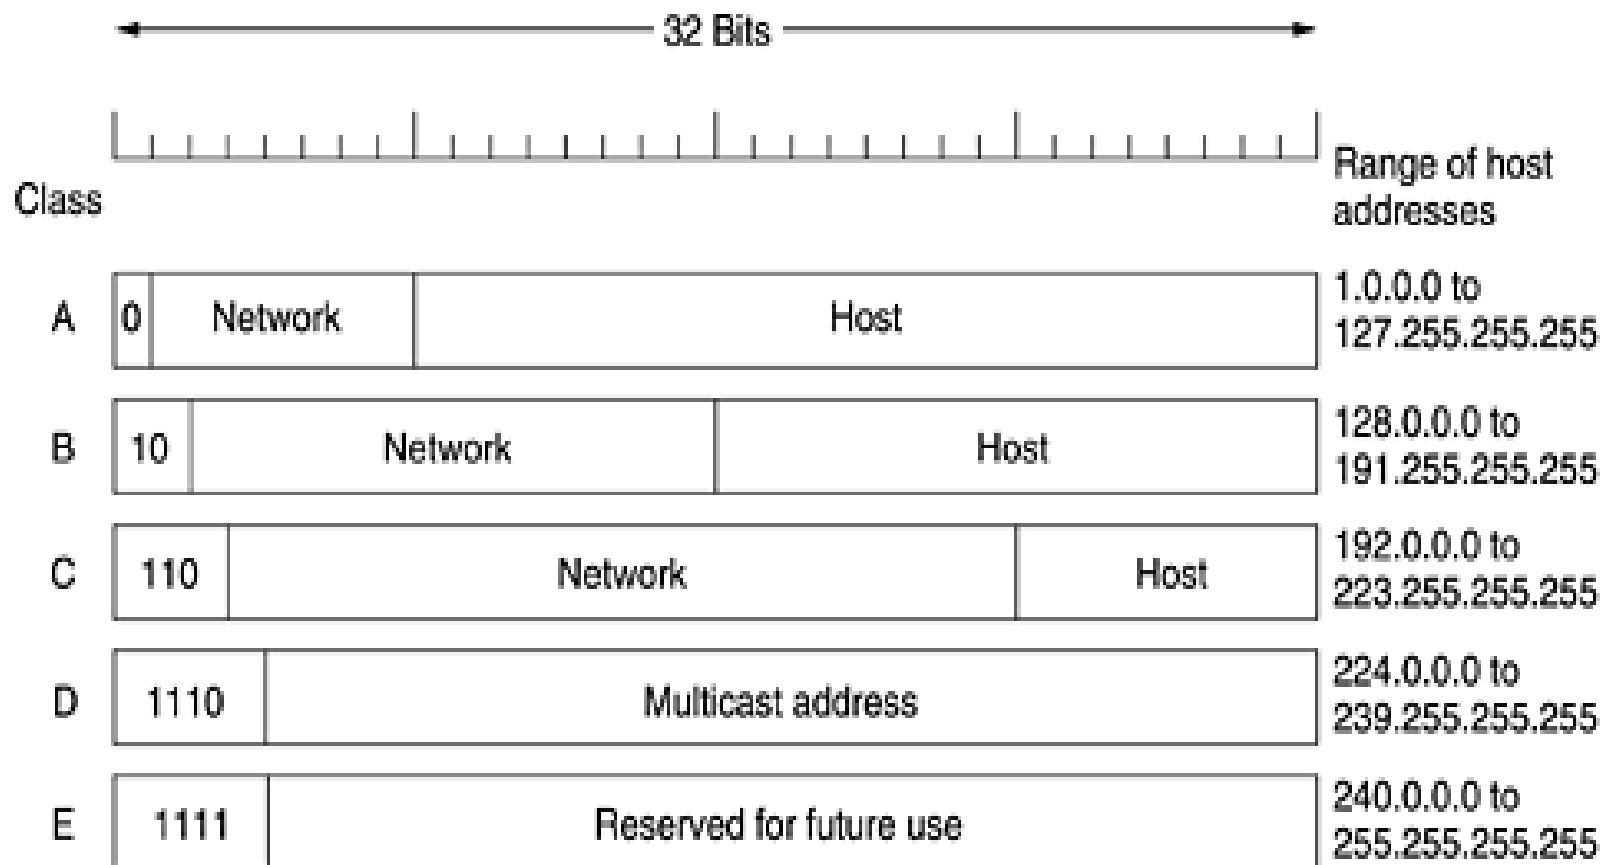 32 Bits
Class
Range of host
addresses
A
0
Network
Host
1.0.0.0 to
127.255.255.255
B
10
Network
Host
128.0.0.0 to
191.255.255.255
C
110
Network
Host
192.0.0.0 to
223.255.255.255
D
1110
Multicast address
224.0.0.0 to
239.255.255.255
E
1111
Reserved for future use
240.0.0.0 to
255.255.255.255